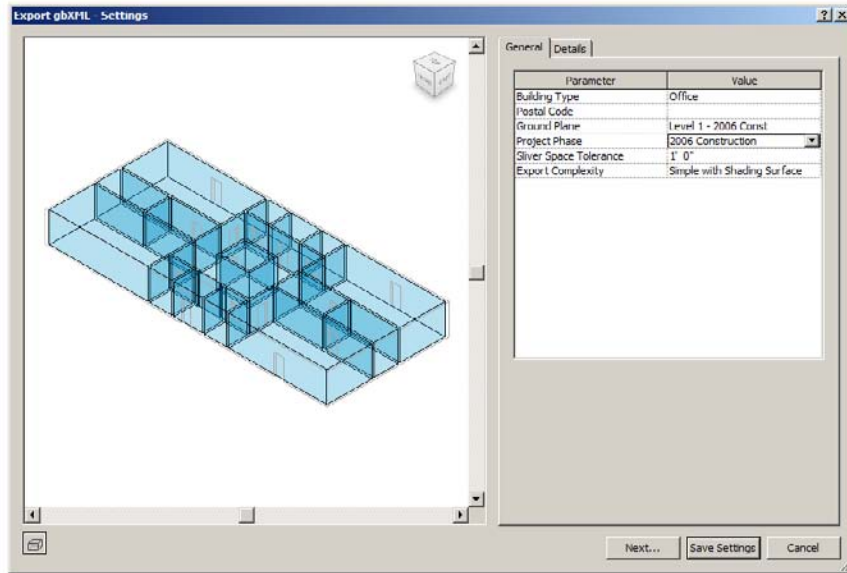 Export gbXML - Settings
General Details
Parameter Value
Building Type Office
Postal Code
Ground Plane Level 1 - 2006 Const
Project Phase 2006 Construction
Sliver Space Tolerance 1' 0"
Export Complexity Simple with Shading Surface
Next... Save Settings Cancel